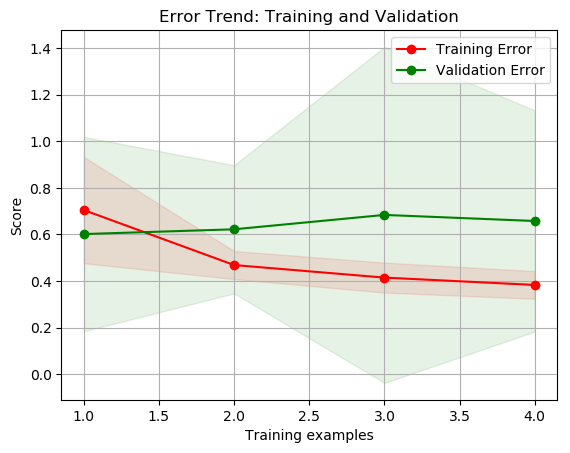 Error Trend: Training and Validation
Training Error
Validation Error
Score
1.4
1.2
1.0
0.8
0.6
0.4
0.2
0.0
1.0 1.5 2.0 2.5 3.0 3.5 4.0
Training examples